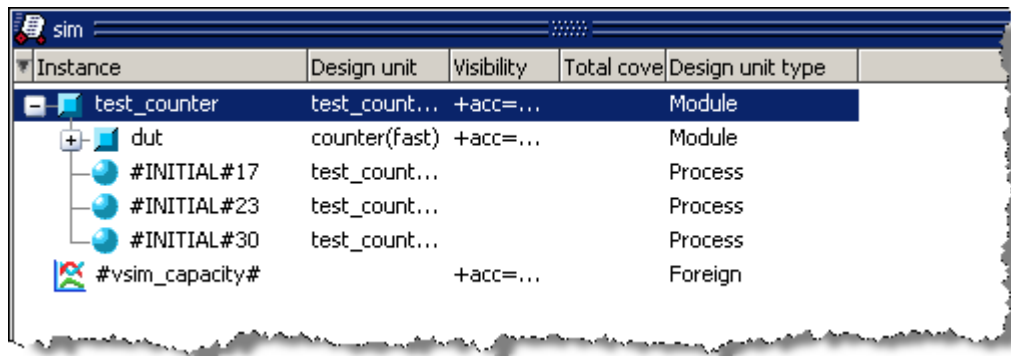 sim
Instance Design unit Visibility Total cove Design unit type
test_counter test_count... +acc=... Module
dut counter(fast) +acc=... Module
#INITIAL#17 test_count... Process
#INITIAL#23 test_count... Process
#INITIAL#30 test_count... Process
#vsim_capacity# +acc=... Foreign